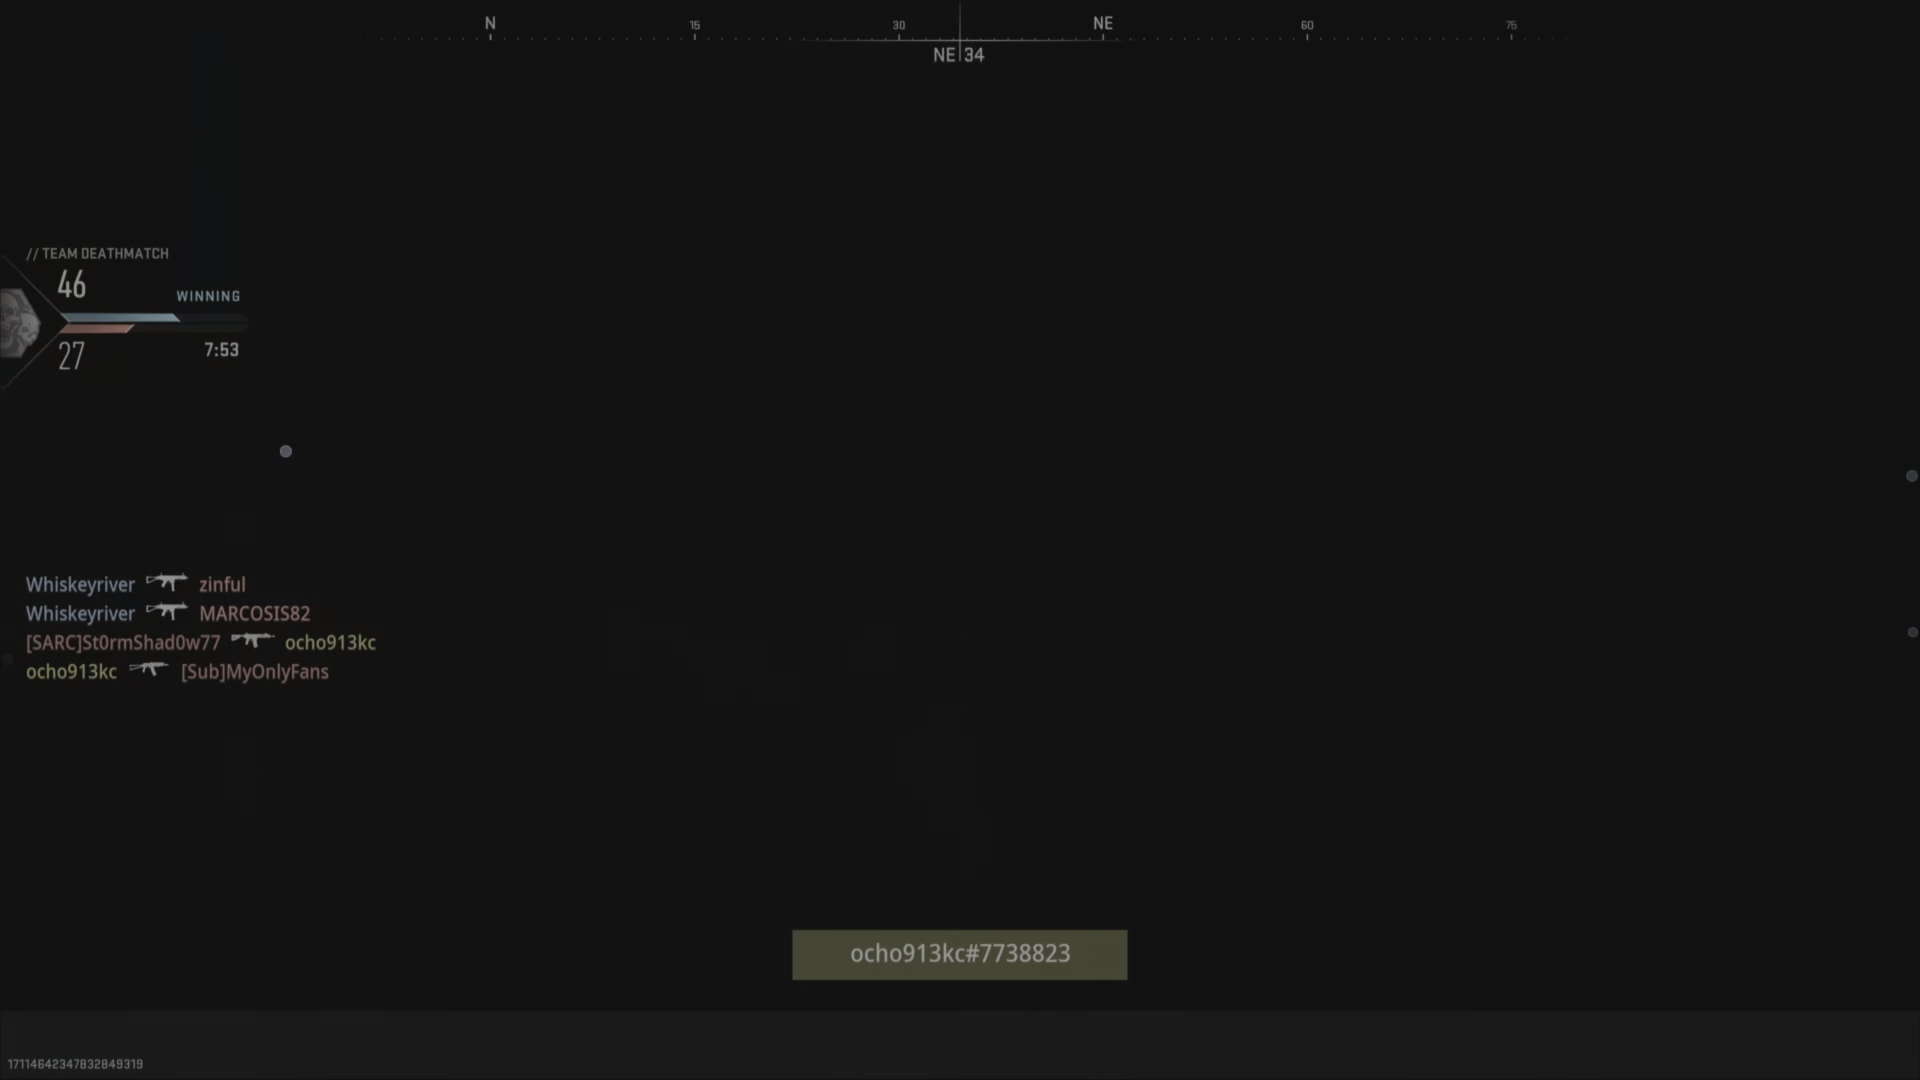 N 15 30 NE 60 75
NE 34
// TEAM DEATHMATCH
46
WINNING
27
7:53
Whiskeyriver zinful
Whiskeyriver MARCOSIS82
[SARC]St0rmShad0w77 ocho913kc
ocho913kc [Sub]MyOnlyFans
ocho913kc#7738823
17114642347832849319